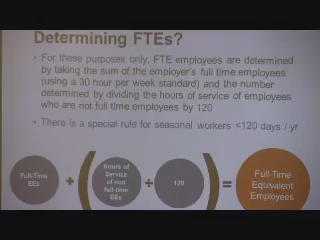 Determining FTEs?
• For these purposes only, FTE employees are determined
by taking the sum of the employer's full time employees
(using a 30 hour per week standard) and the number
determined by dividing the hours of service of employees
who are not full time employees by 120
• There is a special rule for seasonal workers <120 days / yr
Full-Time
EEs
+
(
Hours of
Service
of non
full-time
EEs
÷
120
)
=
Full-Time
Equivalent
Employees